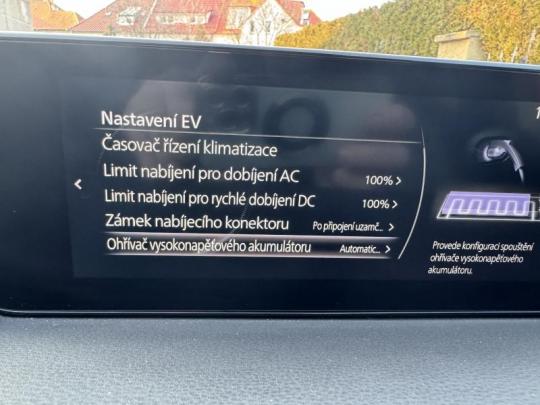 Nastavení EV
Časovač řízení klimatizace
Limit nabíjení pro dobíjení AC 100%
Limit nabíjení pro rychlé dobíjení DC 100%
Zámek nabíjecího konektoru Po připojení uzamč...
Ohřívač vysokonapěťového akumulátoru Automatic...
Provede konfiguraci spouštění
ohřívače vysokonapěťového
akumulátoru.